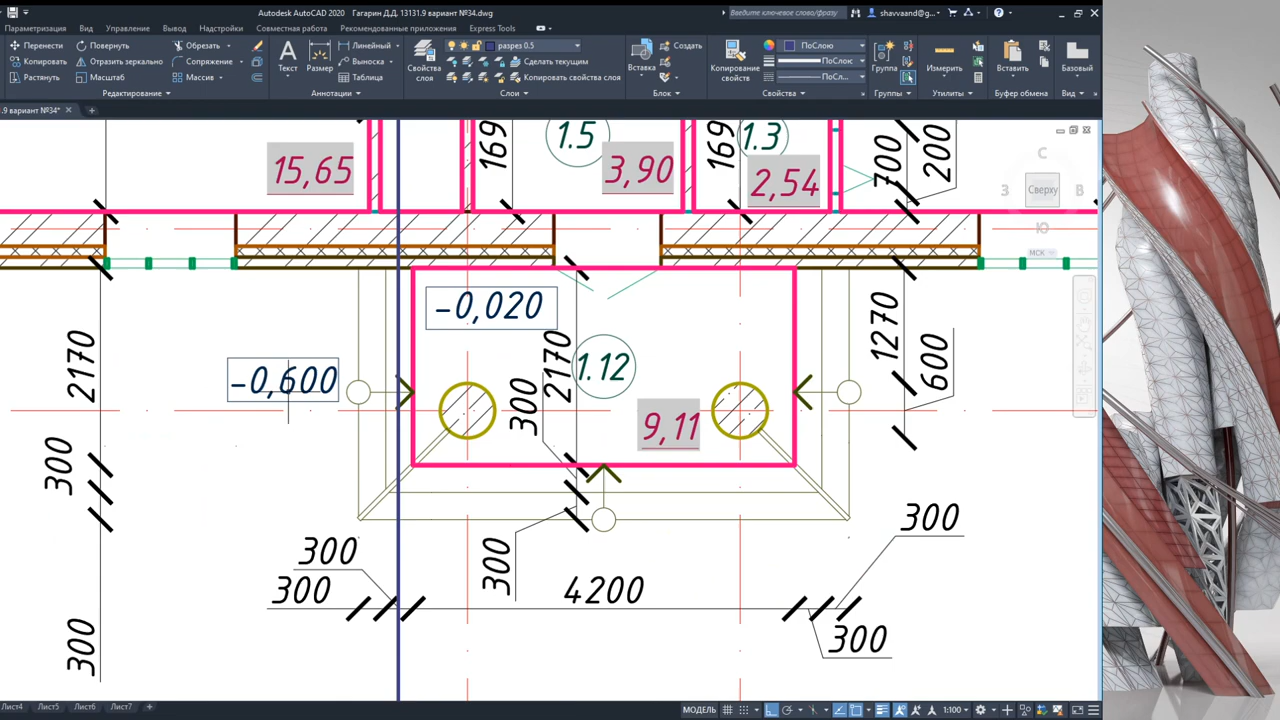 Autodesk AutoCAD 2020 Гагарин Д.Д. 13131.9 вариант №34.dwg
Введите ключевое слово/фразу
shavvaand@g...
Параметризация Вид Управление Вывод Надстройки Совместная работа Рекомендованные приложения Express Tools
Перенести Повернуть Обрезать
Копировать Отразить зеркально Сопряжение
Растянуть Масштаб Массив
Редактирование
Текст
Размер
Линейный
Выноска
Таблица
Аннотации
Свойства слоя
разрез 0.5
Сделать текущим
Копировать свойства слоя
Слои
Вставка
Создать
Блок
Копирование свойств
ПоСлою
ПоСлою
ПоСл...
Свойства
Группа
Группы
Измерить
Утилиты
Вставить
Буфер обмена
Базовый
Вид
.9 вариант №34*
15,65
169
1.5
3,90
169
1.3
2,54
700
200
С
З
Сверху
В
Ю
МСК
-0,020
1.12
-0,600
9,11
2170
2170
300
1270
600
300
300
300
300
300
4200
300
300
300
Лист4 Лист5 Лист6 Лист7
МОДЕЛЬ
1:100